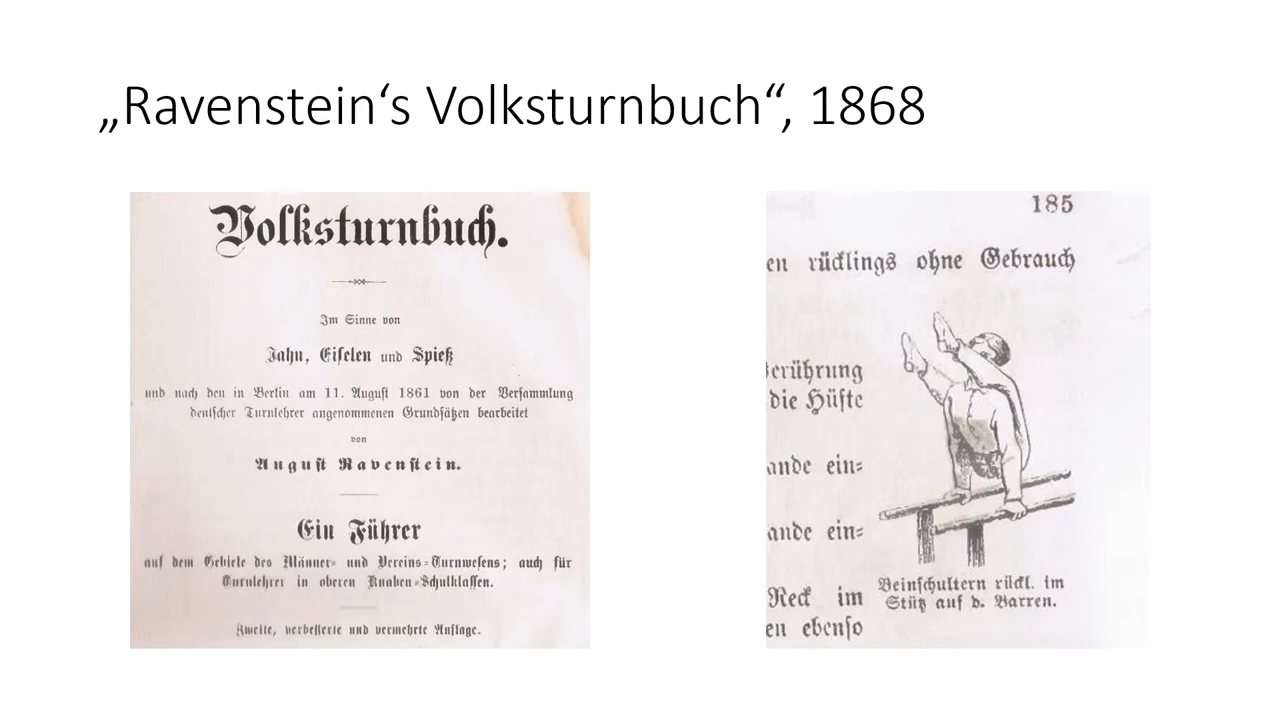 „Ravenstein‘s Volksturnbuch“, 1868
Volksturnbuch.
Im Sinne von
Jahn, Eiselen und Spieß
und nach den in Berlin am 11. August 1861 von der Versammlung
deutscher Turnlehrer angenommenen Grundsätzen bearbeitet
von
August Ravenstein.
Ein Führer
auf dem Gebiete des Männer- und Vereins-Turnwesens; auch für
Turnlehrer in oberen Knaben-Schulklassen.
Zweite, verbesserte und vermehrte Auflage.
185
en rücklings ohne Gebrauch
Berührung
die Hüfte
ande ein-
ande ein-
Reck im
en ebenso
Beinschultern rückl. im
Stütz auf d. Barren.